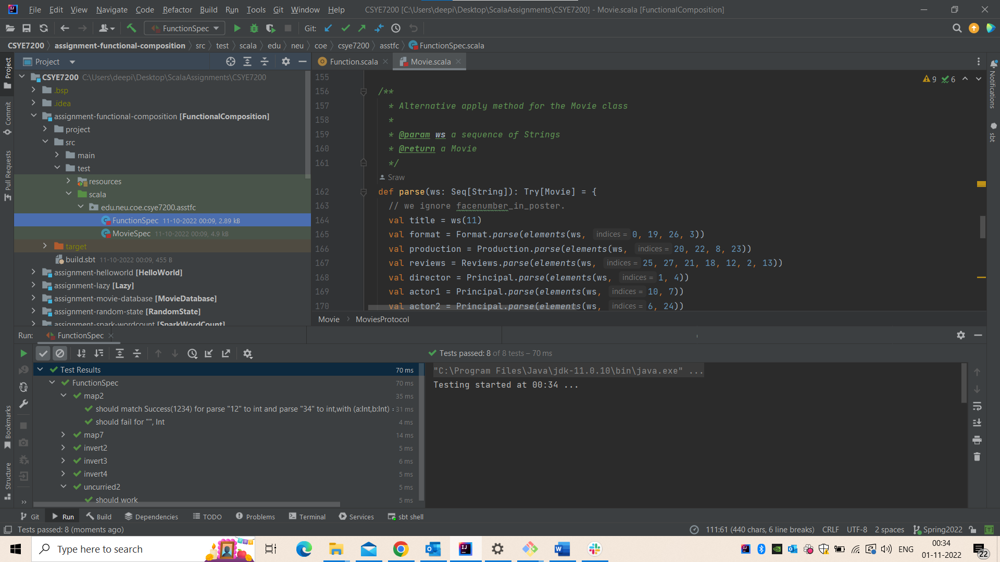 File Edit View Navigate Code Refactor Build Run Tools Git Window Help CSYE7200 [C:\Users\deepi\Desktop\ScalaAssignments\CSYE7200] - Movie.scala [FunctionalComposition]
FunctionSpec Git:
CSYE7200 assignment-functional-composition src test scala edu neu coe csye7200 asstfc FunctionSpec.scala
Project
Function.scala Movie.scala
CSYE7200 C:\Users\deepi\Desktop\ScalaAssignments\CSYE7200
.bsp
.idea
assignment-functional-composition [FunctionalComposition]
project
src
main
test
resources
scala
edu.neu.coe.csye7200.asstfc
FunctionSpec 11-10-2022 00:09, 2.89 kB
MovieSpec 11-10-2022 00:09, 4.9 kB
target
build.sbt 11-10-2022 00:09, 455 B
assignment-helloworld [HelloWorld]
assignment-lazy [Lazy]
assignment-movie-database [MovieDatabase]
assignment-random-state [RandomState]
assignment-spark-wordcount [SparkWordCount]
Project
Commit
Pull Requests
Bookmarks
Structure
9 6
155
156 /**
157 * Alternative apply method for the Movie class
158 *
159 * @param ws a sequence of Strings
160 * @return a Movie
161 */
Sraw
162 def parse(ws: Seq[String]): Try[Movie] = {
163 // we ignore facenumber_in_poster.
164 val title = ws(11)
165 val format = Format.parse(elements(ws, indices = 0, 19, 26, 3))
166 val production = Production.parse(elements(ws, indices = 20, 22, 8, 23))
167 val reviews = Reviews.parse(elements(ws, indices = 25, 27, 21, 18, 12, 2, 13))
168 val director = Principal.parse(elements(ws, indices = 1, 4))
169 val actor1 = Principal.parse(elements(ws, indices = 10, 7))
170 val actor2 = Principal.parse(elements(ws, indices = 6, 24))
Movie MoviesProtocol
Notifications
sbt
Run: FunctionSpec
Tests passed: 8 of 8 tests – 70 ms
Test Results 70 ms
FunctionSpec 70 ms
map2 35 ms
should match Success(1234) for parse "12" to int and parse "34" to int,with (a:Int,b:Int) = 31 ms
should fail for "", Int 4 ms
map7 14 ms
invert2 5 ms
invert3 6 ms
invert4 5 ms
uncurried2 5 ms
should work 5 ms
"C:\Program Files\Java\jdk-11.0.10\bin\java.exe" ...
Testing started at 00:34 ...
Git Run Build Dependencies TODO Problems Terminal Services sbt shell
Tests passed: 8 (moments ago) 111:61 (440 chars, 6 line breaks) CRLF UTF-8 2 spaces Spring2022
Type here to search
ENG
00:34
01-11-2022
22